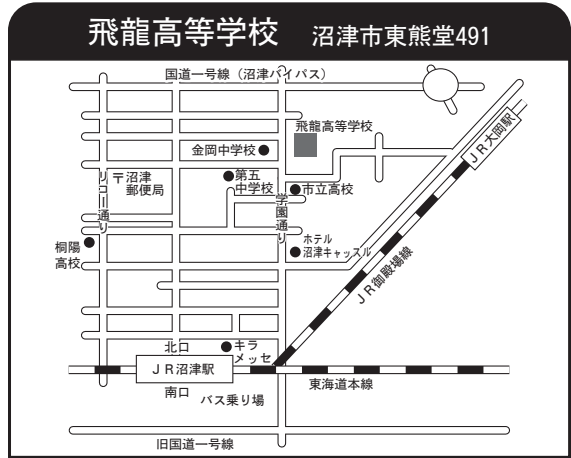 飛龍高等学校 沼津市東熊堂491
国道一号線（沼津バイパス）
飛龍高等学校
金岡中学校
JR大岡駅
リコー通り
〒沼津
郵便局
第五
中学校
市立高校
学園通り
桐陽
高校
ホテル
沼津キャッスル
JR御殿場線
北口
キラ
メッセ
JR沼津駅
東海道本線
南口
バス乗り場
旧国道一号線